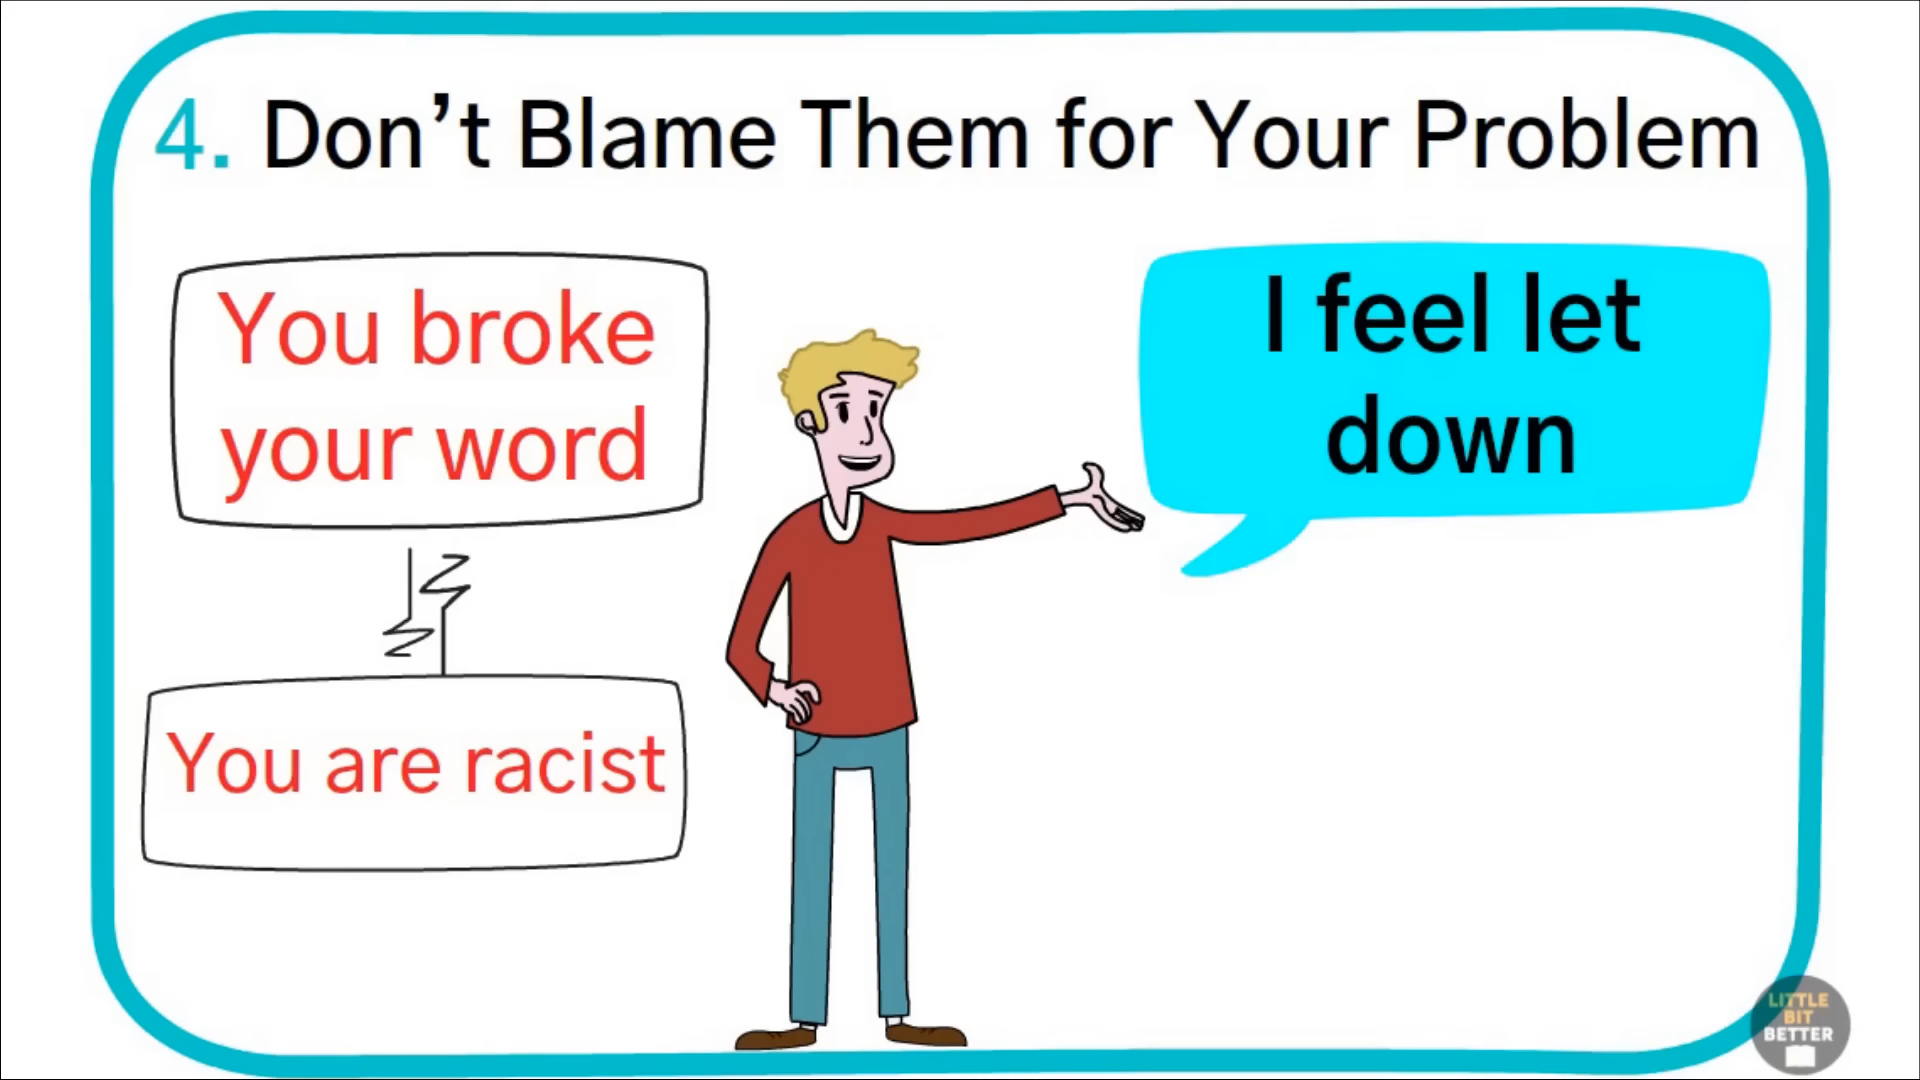 4. Don’t Blame Them for Your Problem
You broke
your word
I feel let
down
You are racist
LITTLE
BIT
BETTER